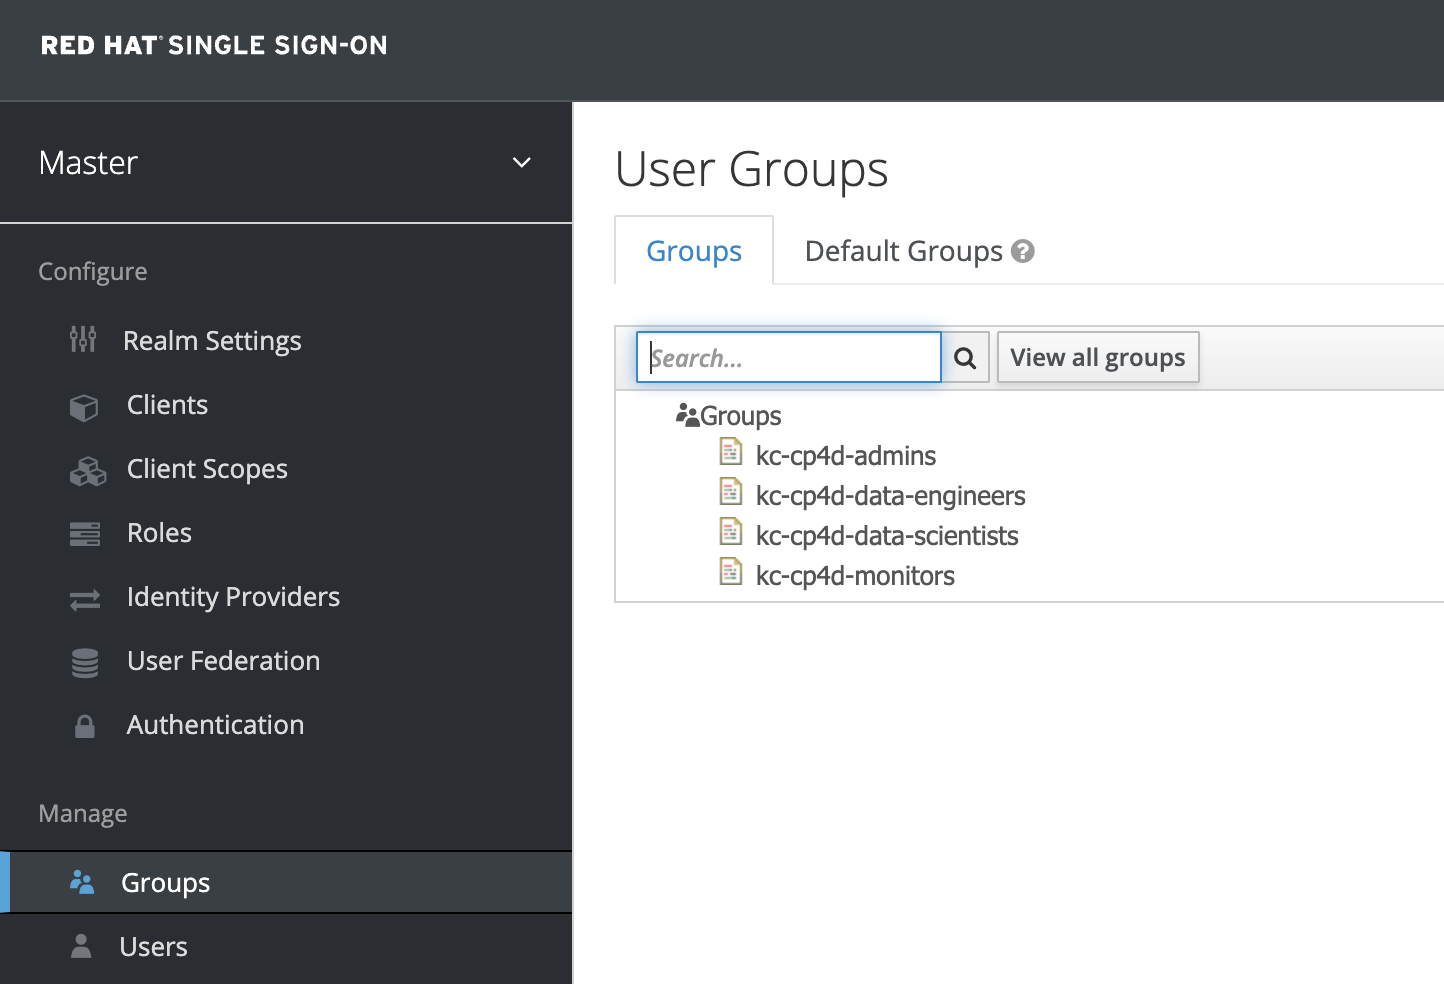 RED HAT® SINGLE SIGN-ON
Master
Configure
Realm Settings
Clients
Client Scopes
Roles
Identity Providers
User Federation
Authentication
Manage
Groups
Users
User Groups
Groups
Default Groups ?
Search...
View all groups
Groups
kc-cp4d-admins
kc-cp4d-data-engineers
kc-cp4d-data-scientists
kc-cp4d-monitors